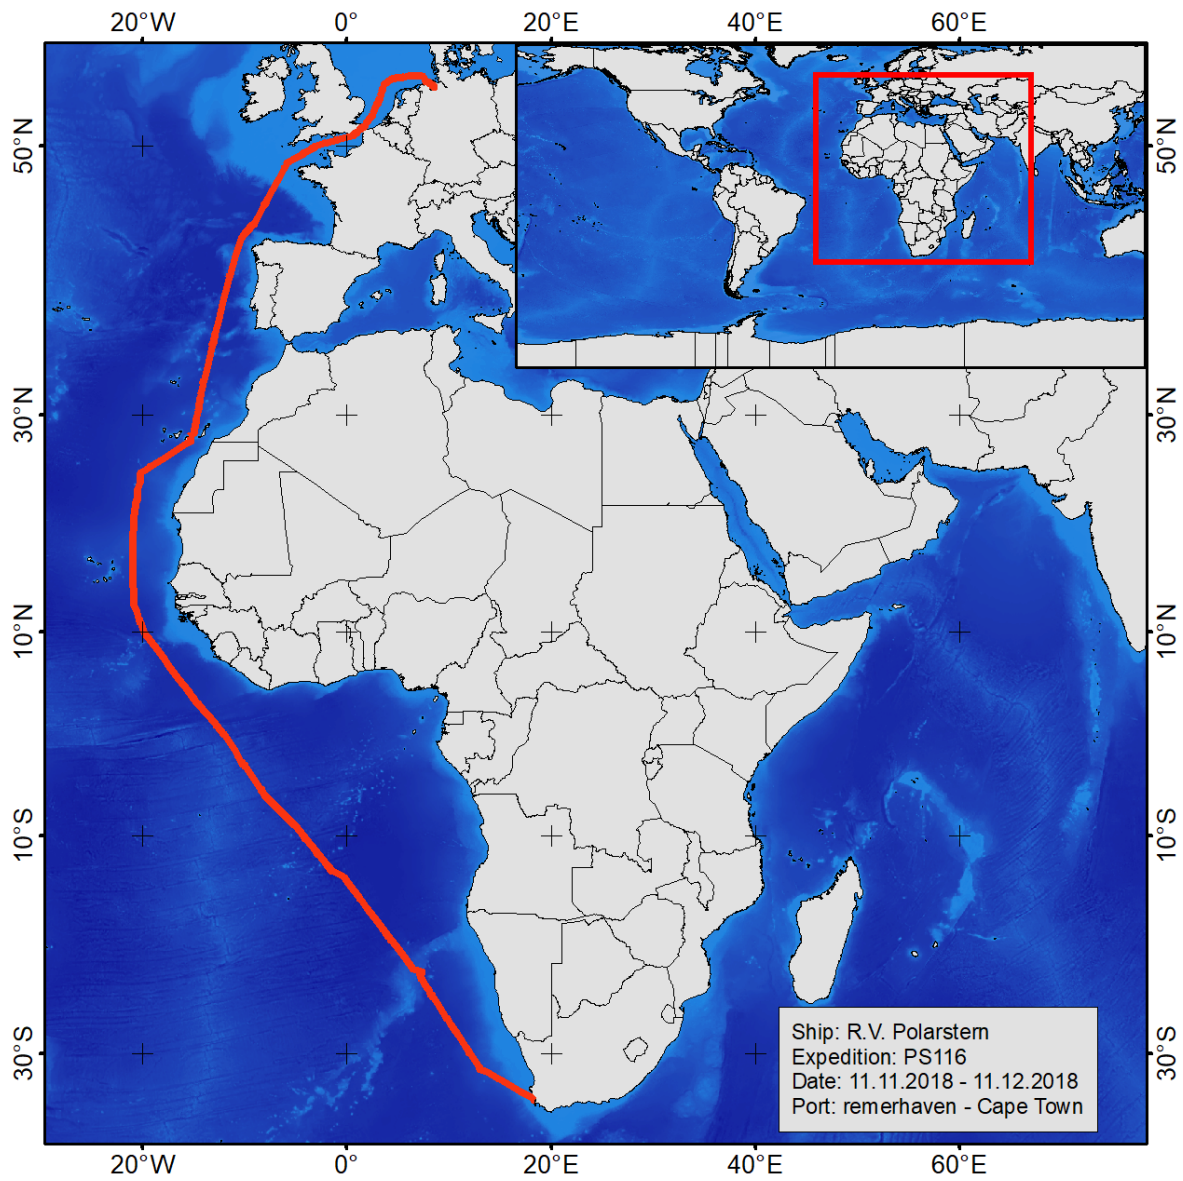 20°W 0° 20°E 40°E 60°E
50°N 50°N
30°N 30°N
10°N 10°N
10°S 10°S
30°S 30°S
Ship: R.V. Polarstern
Expedition: PS116
Date: 11.11.2018 - 11.12.2018
Port: remerhaven - Cape Town
20°W 0° 20°E 40°E 60°E